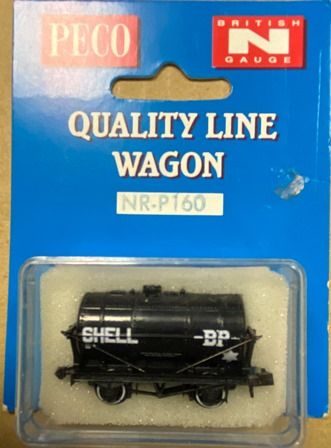 PECO
BRITISH
N
GAUGE
QUALITY LINE
WAGON
NR-P160
SHELL -BP